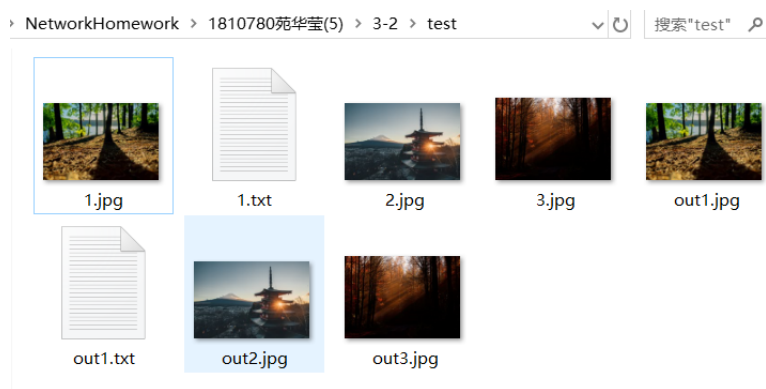 NetworkHomework > 1810780苑华莹(5) > 3-2 > test
搜索"test"
1.jpg
1.txt
2.jpg
3.jpg
out1.jpg
out1.txt
out2.jpg
out3.jpg